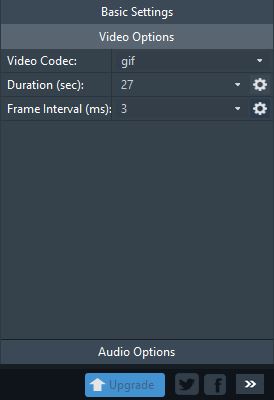 Basic Settings
Video Options
Video Codec: gif
Duration (sec): 27
Frame Interval (ms): 3
Audio Options
Upgrade